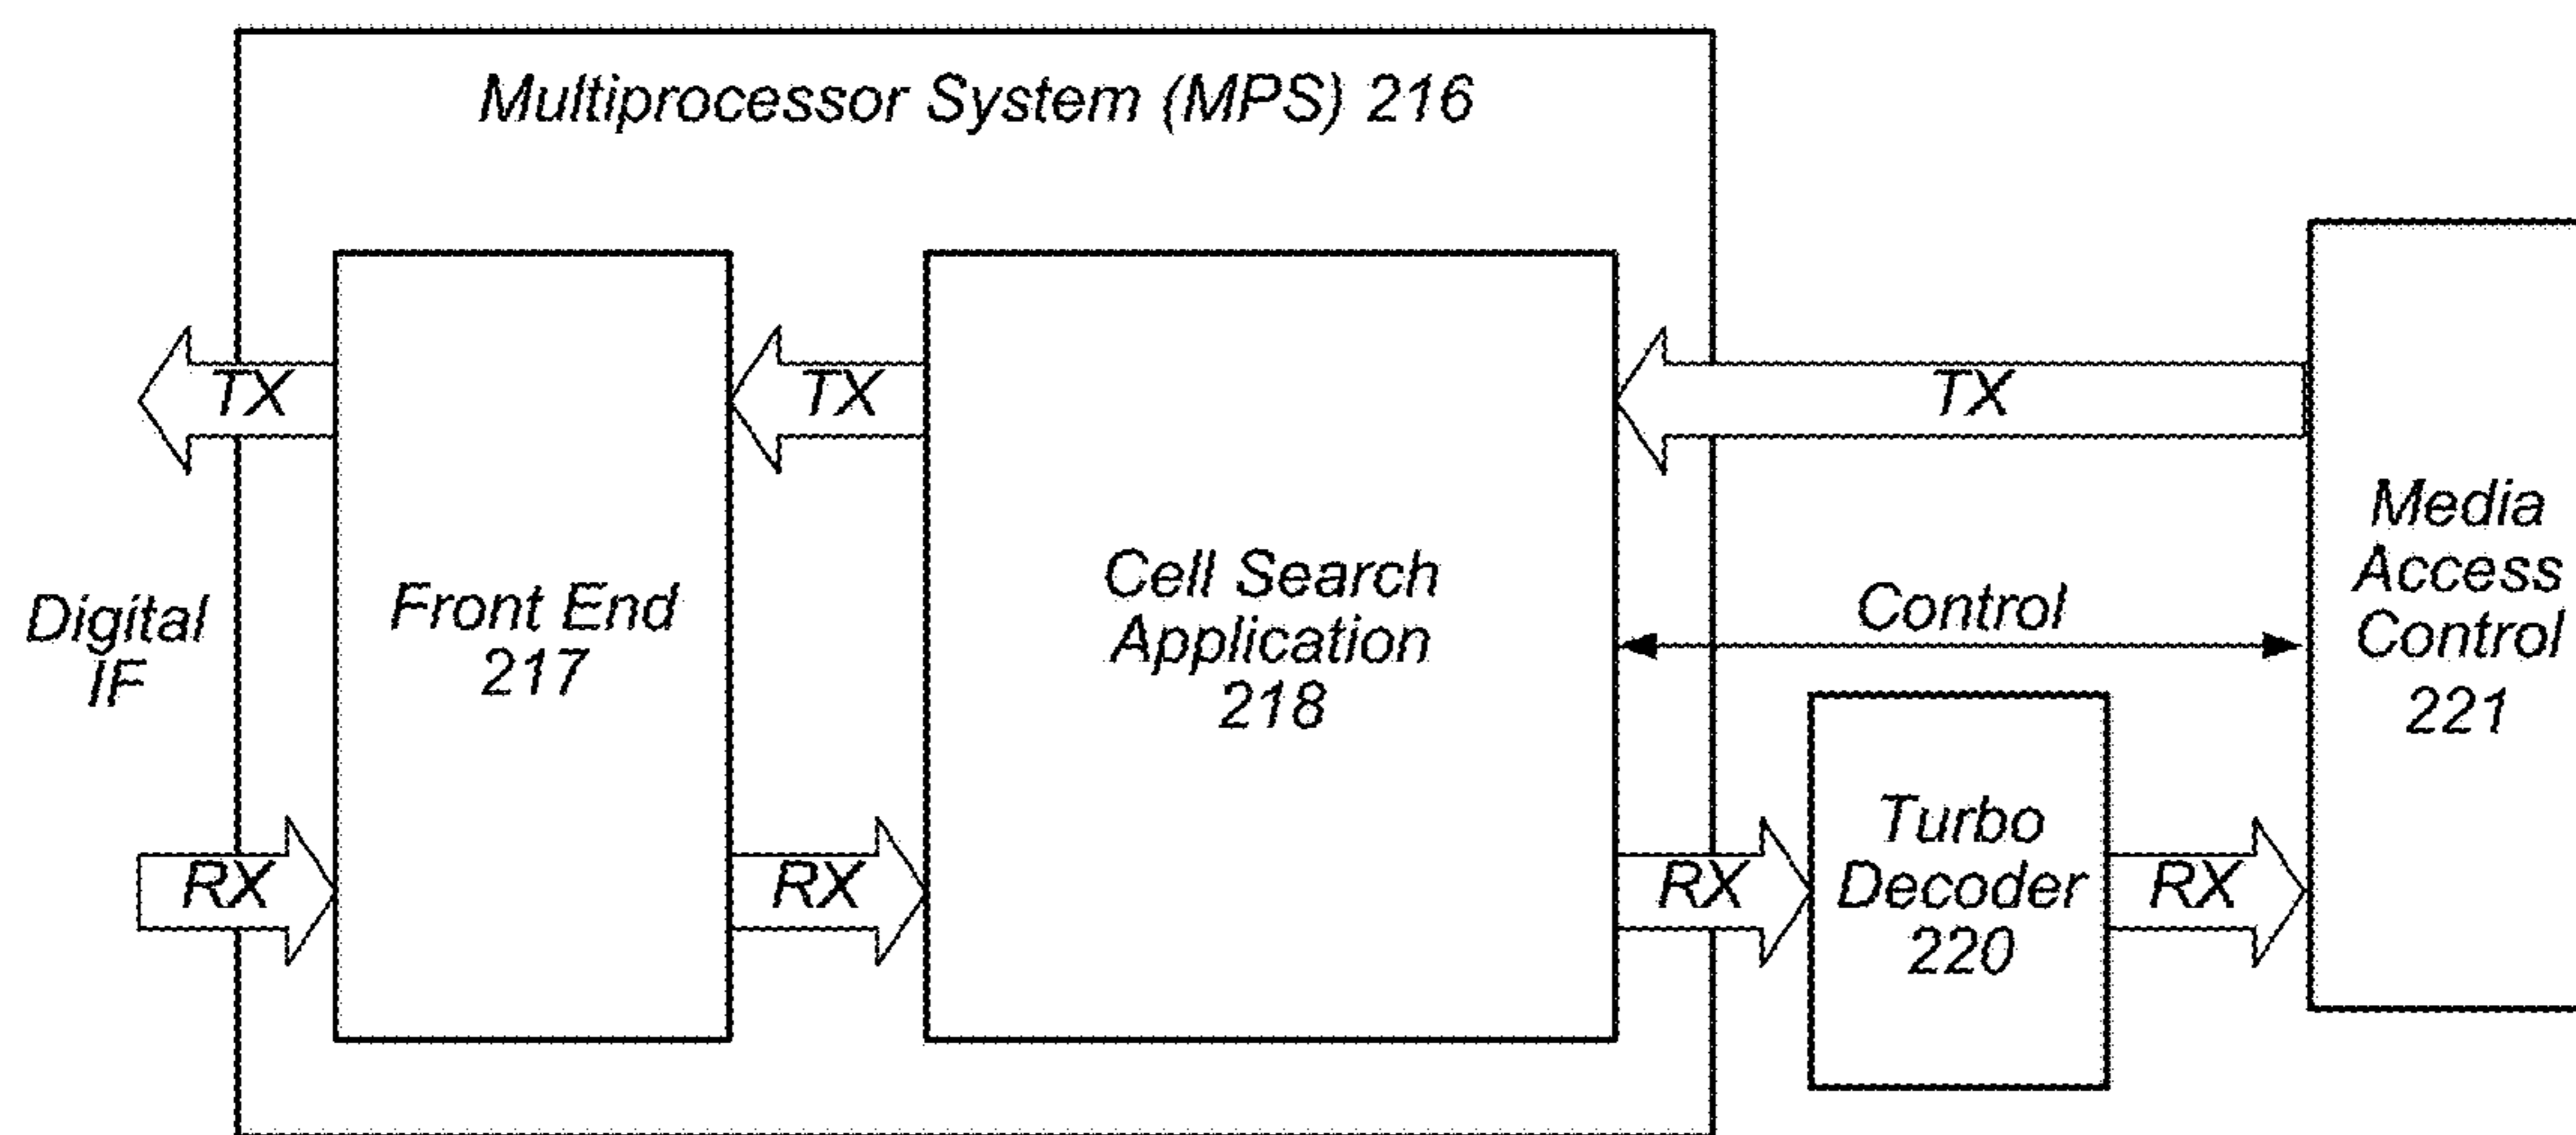 Multiprocessor System (MPS) 216
TX
TX
TX
Digital
IF
Front End
217
Cell Search
Application
218
Control
Media
Access
Control
221
RX
RX
RX
Turbo
Decoder
220
RX